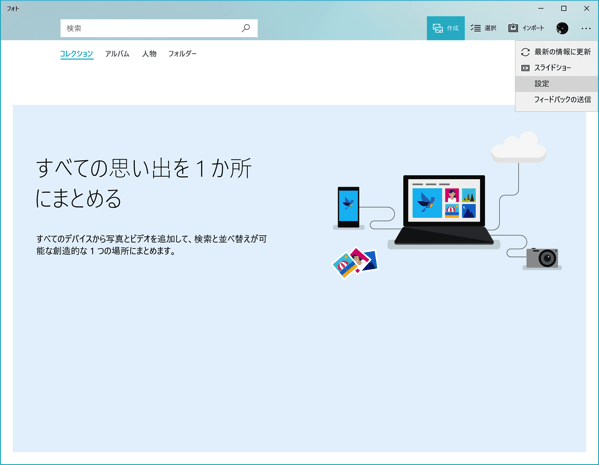 フォト
検索
作成
選択
インポート
最新の情報に更新
スライドショー
設定
フィードバックの送信
コレクション
アルバム
人物
フォルダー
すべての思い出を１か所
にまとめる
すべてのデバイスから写真とビデオを追加して、検索と並べ替えが可
能な創造的な１つの場所にまとめます。